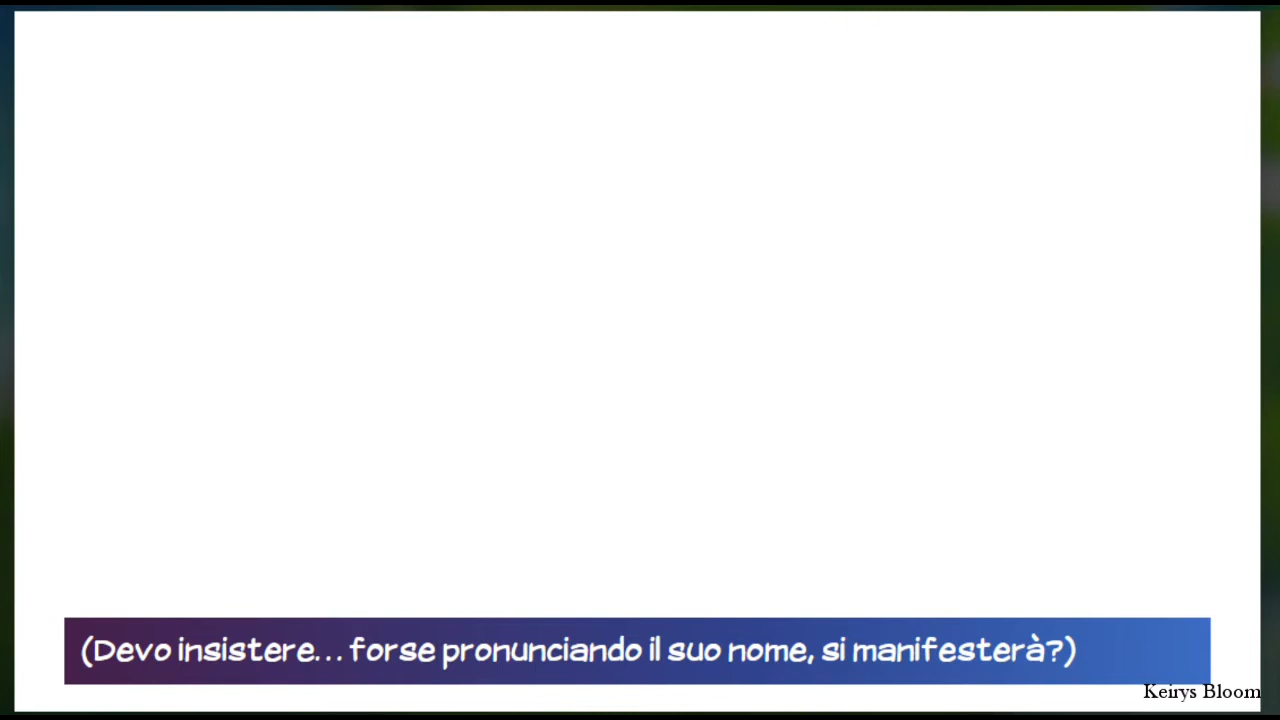 (Devo insistere... forse pronunciando il suo nome, si manifesterà?)
Keirys Bloom